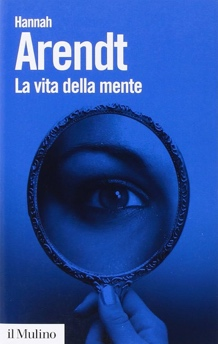 Hannah
Arendt
La vita della mente
il Mulino